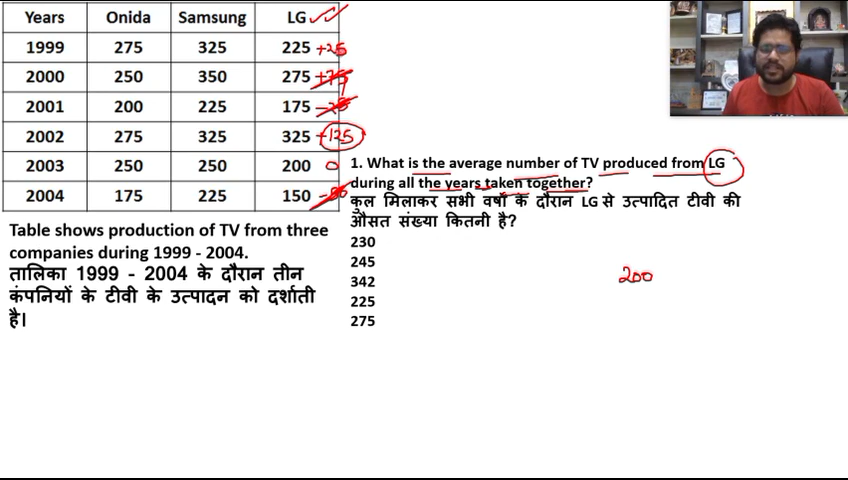 Years Onida Samsung LG
1999 275 325 225 +25
2000 250 350 275 +75
2001 200 225 175 -25
2002 275 325 325 +125
2003 250 250 200 0
2004 175 225 150 -50
Table shows production of TV from three
companies during 1999 - 2004.
तालिका 1999 - 2004 के दौरान तीन
कंपनियों के टीवी के उत्पादन को दर्शाती
है।
1. What is the average number of TV produced from LG
during all the years taken together?
कुल मिलाकर सभी वर्षों के दौरान LG से उत्पादित टीवी की
औसत संख्या कितनी है?
230
245
342
225
275
200